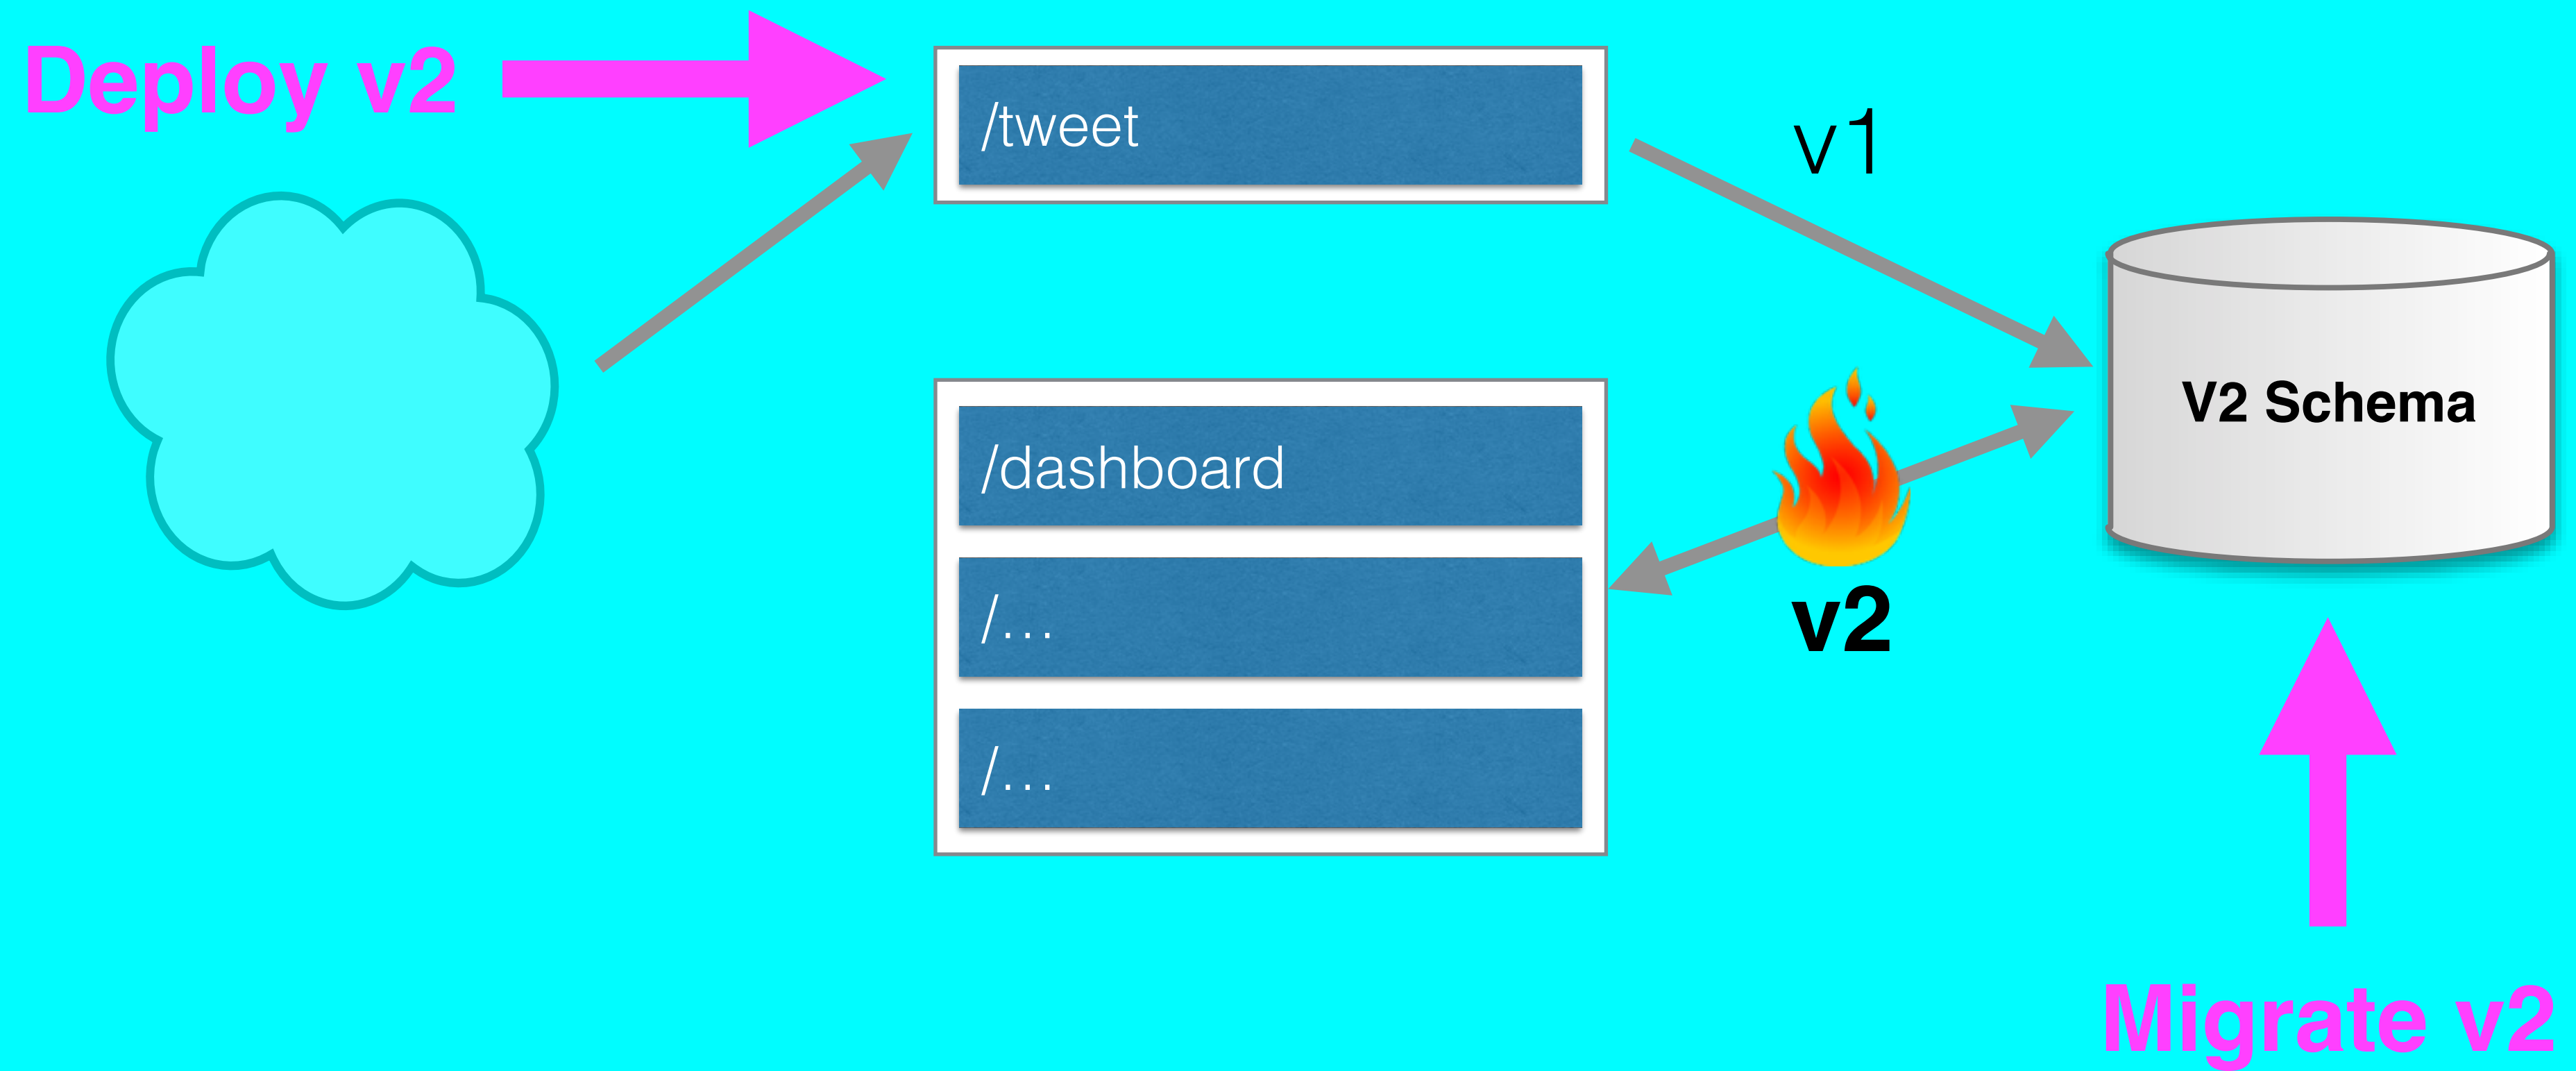 Deploy v2
/tweet
v1
/dashboard
/...
/...
v2
V2 Schema
Migrate v2